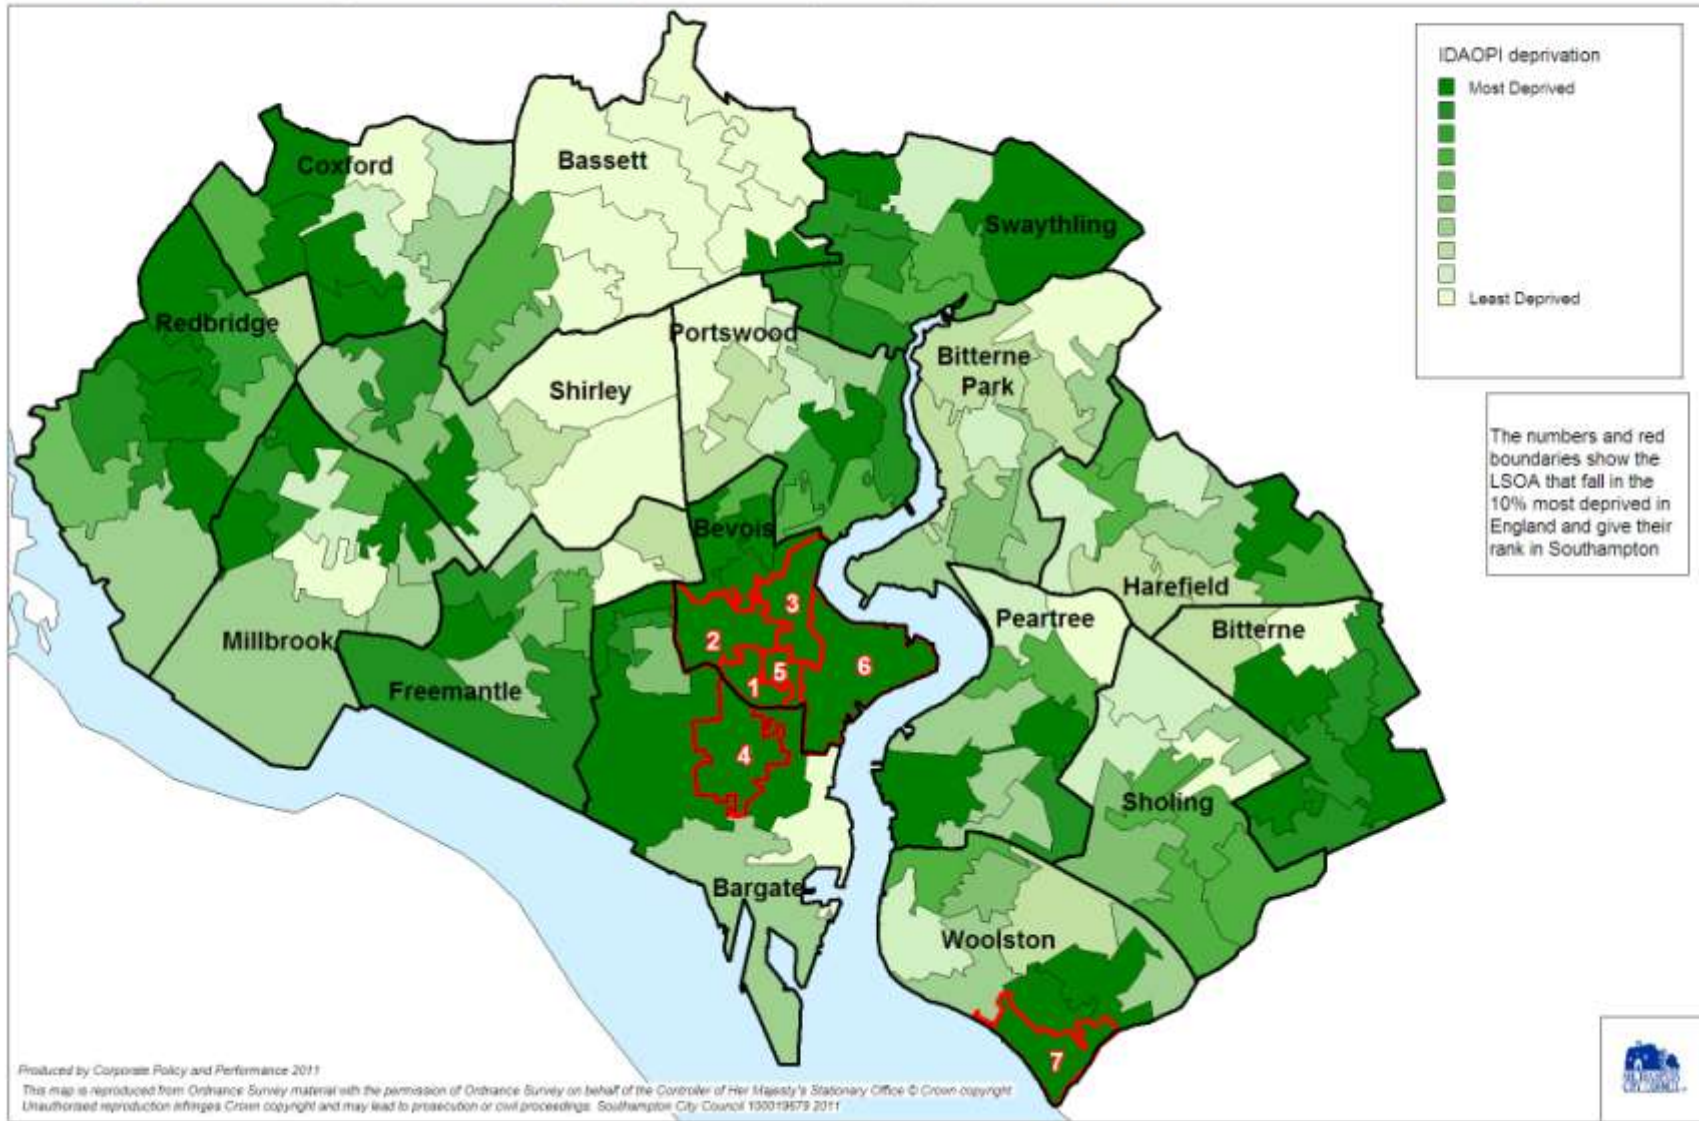 IDAOPI deprivation
Most Deprived
Least Deprived
The numbers and red
boundaries show the
LSOA that fall in the
10% most deprived in
England and give their
rank in Southampton
Coxford
Bassett
Swaythling
Redbridge
Portswood
Shirley
Bitterne
Park
Bevois
Harefield
Peartree
Bitterne
Millbrook
Freemantle
3
2
5
6
1
4
Sholing
Bargate
Woolston
7
Produced by Corporate Policy and Performance 2011
This map is reproduced from Ordnance Survey material with the permission of Ordnance Survey on behalf of the Controller of Her Majesty's Stationary Office © Crown copyright
Unauthorised reproduction infringes Crown copyright and may lead to prosecution or civil proceedings. Southampton City Council 100019679 2011
CITY COUNCIL